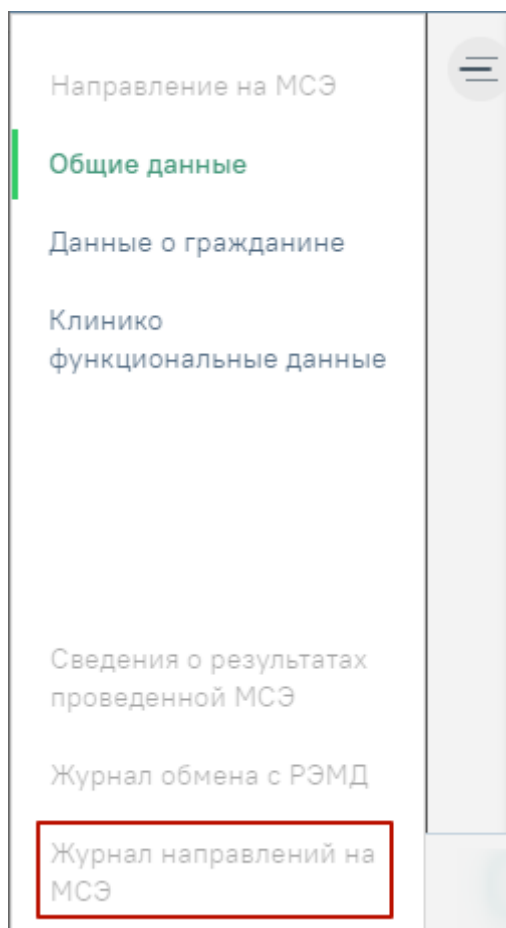 Направление на МСЭ
Общие данные
Данные о гражданине
Клинико
функциональные данные
Сведения о результатах
проведенной МСЭ
Журнал обмена с РЭМД
Журнал направлений на
МСЭ